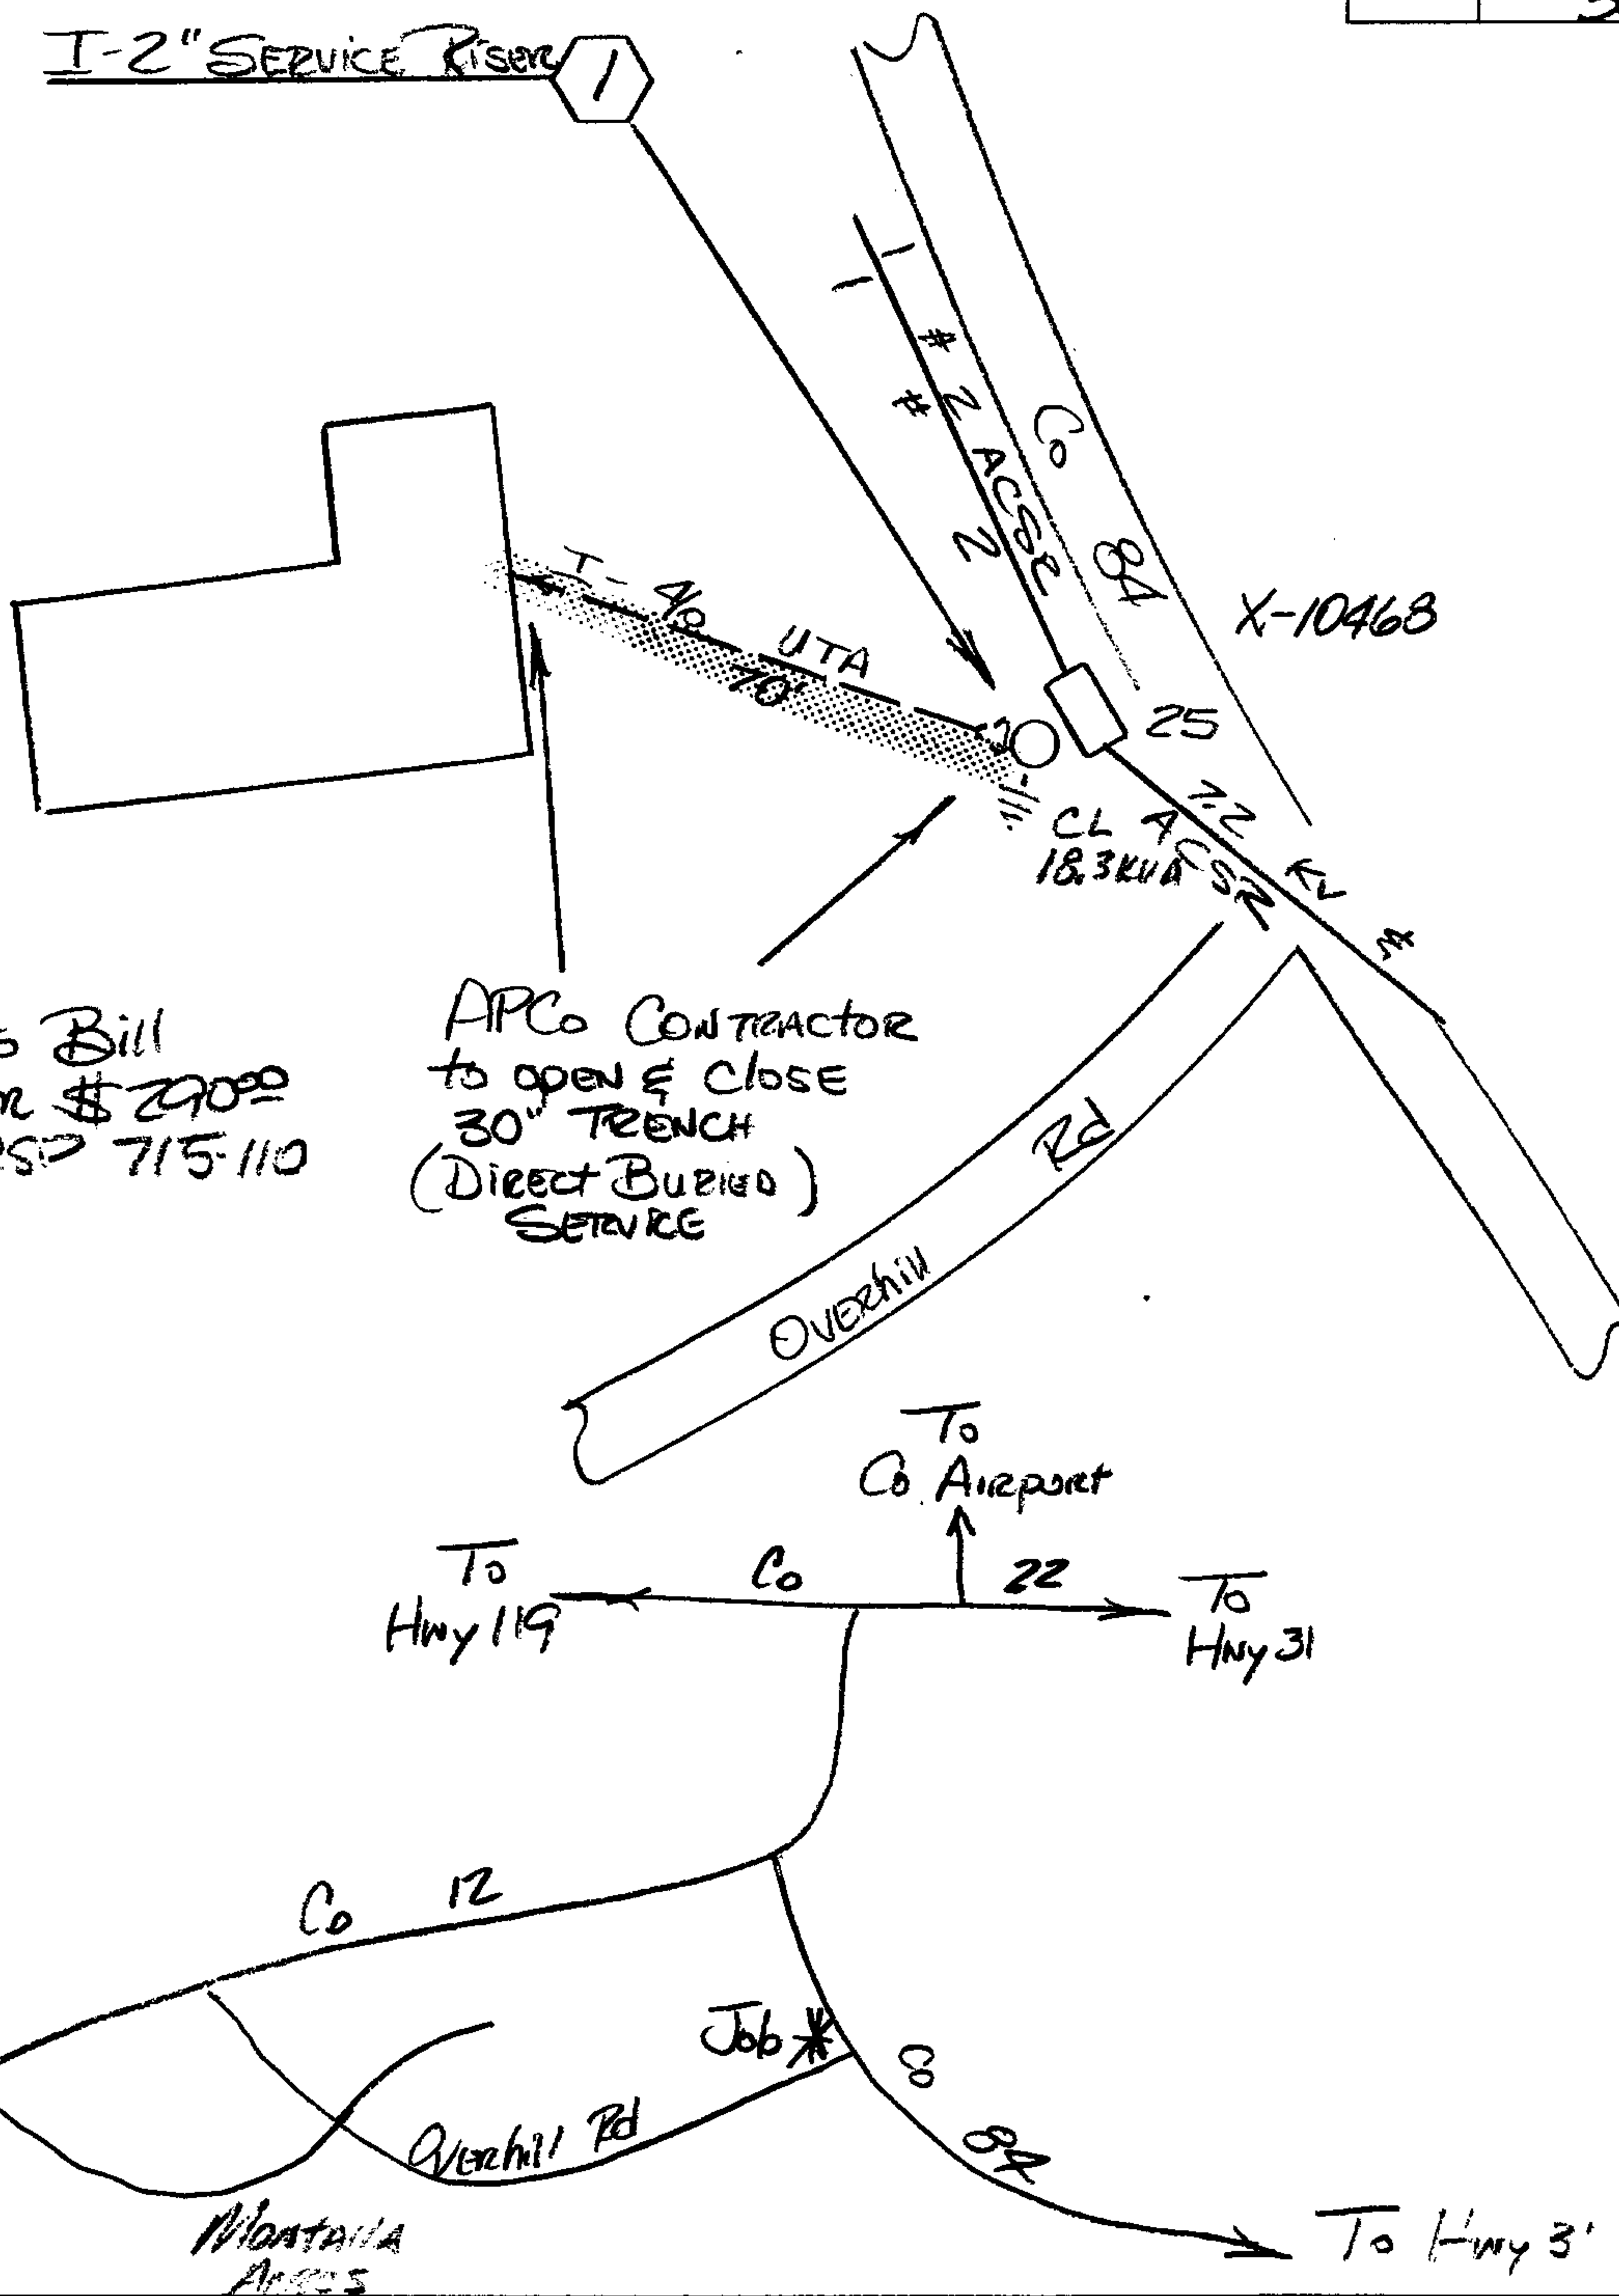 I-2" SERVICE RISER
1
# 2 ACSR
# 2
Co 84
X-10468
I- 4/0 UTA
70'
25
7.2 KV
ACSR #
CL
18.3 KVA
Bill
$ 290.00
715-110
APCo CONTRACTOR
to OPEN & CLOSE
30" TRENCH
(DIRECT BURIED)
SERVICE
Overhill Rd
To
Co. Airport
To
Hwy 119
Co 22
To
Hwy 31
Co 12
Job
Co 84
Overhill Rd
To Hwy 3